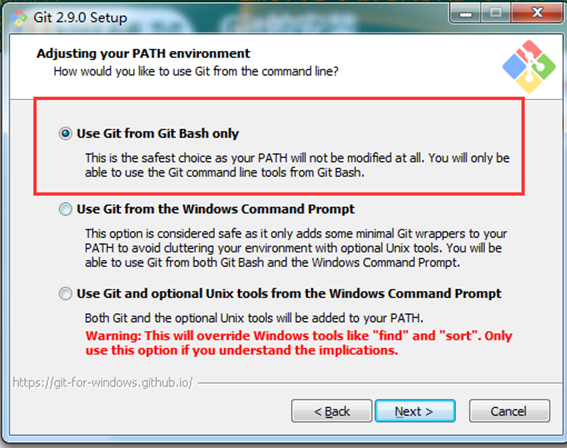 Git 2.9.0 Setup
Adjusting your PATH environment
How would you like to use Git from the command line?
Use Git from Git Bash only
This is the safest choice as your PATH will not be modified at all. You will only be
able to use the Git command line tools from Git Bash.
Use Git from the Windows Command Prompt
This option is considered safe as it only adds some minimal Git wrappers to your
PATH to avoid cluttering your environment with optional Unix tools. You will be
able to use Git from both Git Bash and the Windows Command Prompt.
Use Git and optional Unix tools from the Windows Command Prompt
Both Git and the optional Unix tools will be added to your PATH.
Warning: This will override Windows tools like "find" and "sort". Only
use this option if you understand the implications.
https://git-for-windows.github.io/
< Back
Next >
Cancel